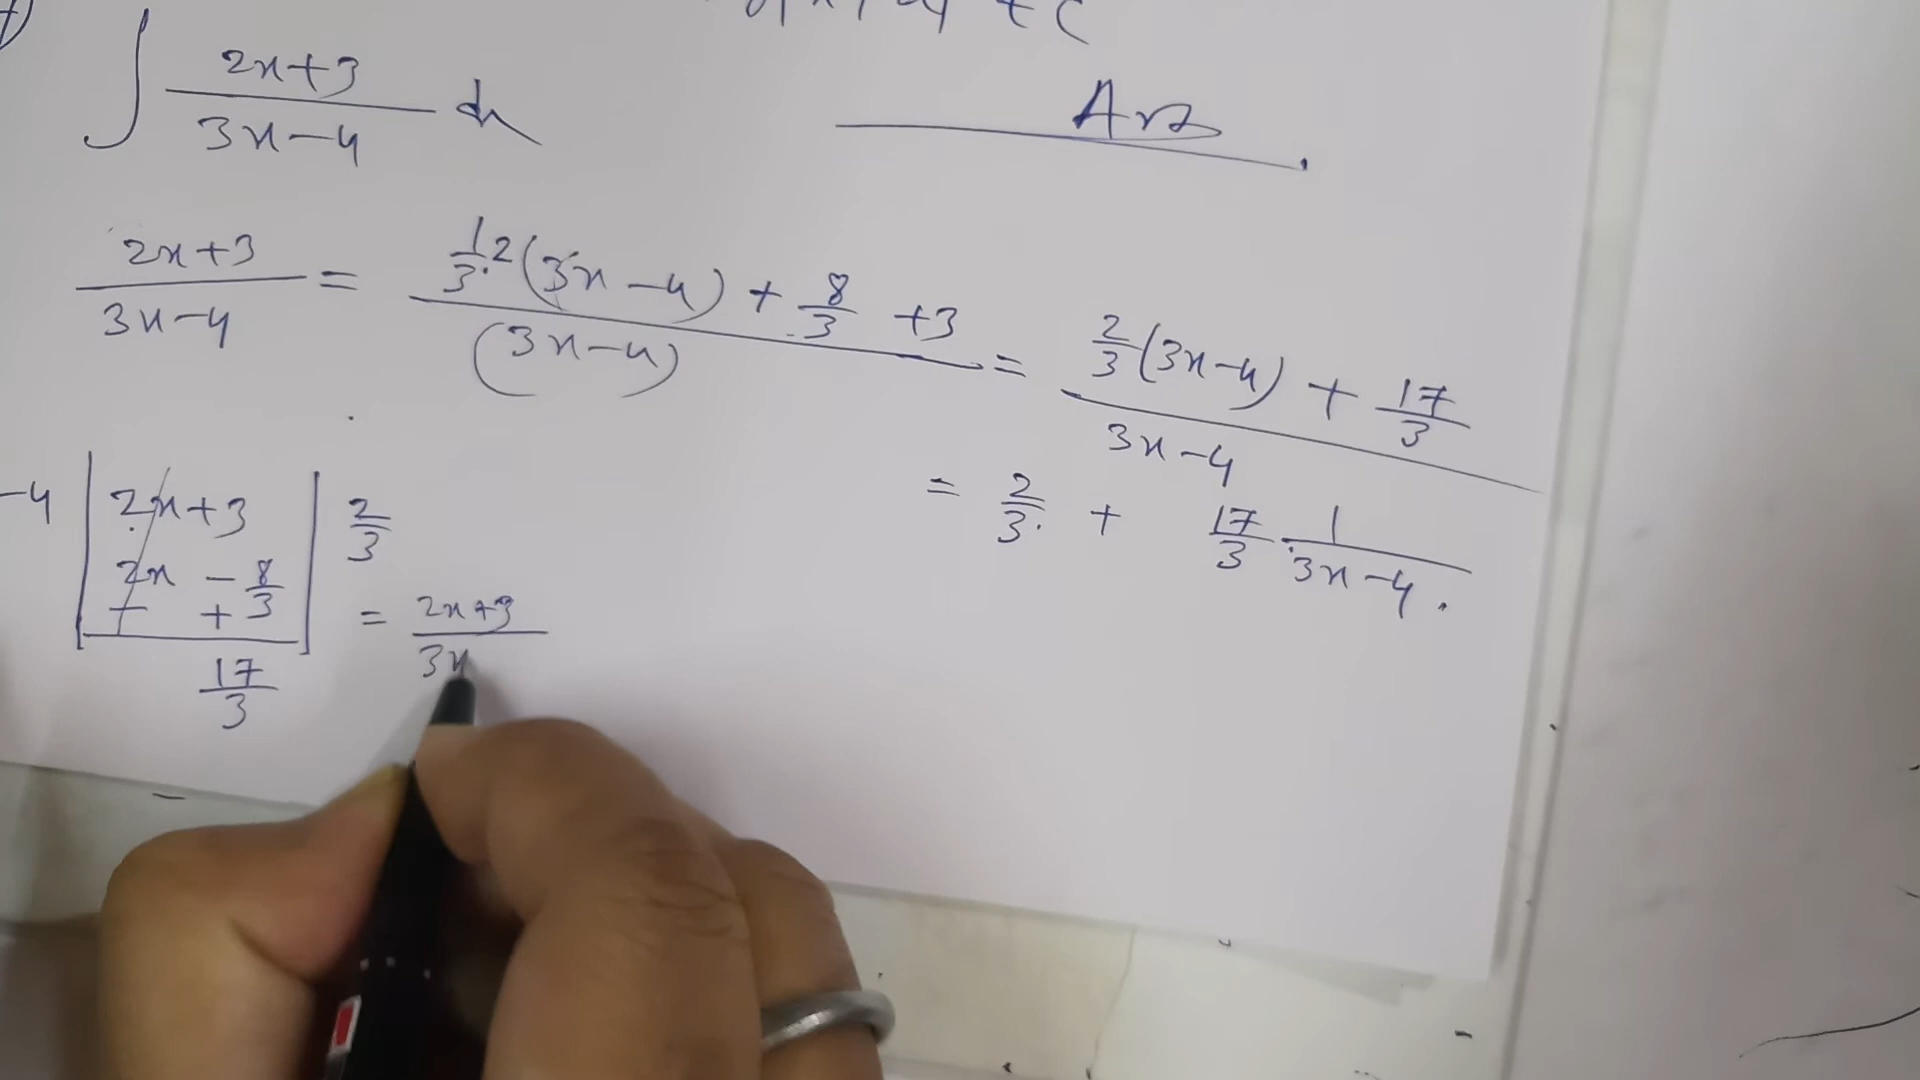 + C
∫ (2x+3)/(3x-4) dx
Ans
(2x+3)/(3x-4) = (1/3 · 2(3x-4) + 8/3 + 3)/(3x-4) = (2/3(3x-4) + 17/3)/(3x-4)
= 2/3 + 17/3 · 1/(3x-4).
-4 | 2x+3 | 2/3
2x - 8/3
- +
17/3
= (2x+3)/(3x